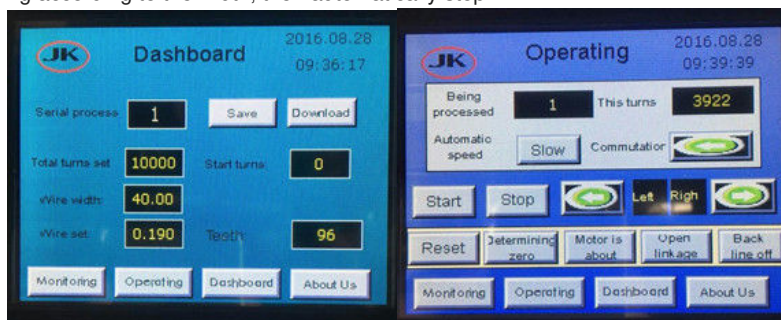 JK Dashboard 2016.08.28
09:36:17
Serial process 1 Save Download
Total turns set 10000 Start turns: 0
Wire width: 40.00
Wire set: 0.190 Teeth: 96
Monitoring Operating Dashboard About Us
JK Operating 2016.08.28
09:39:39
Being
processed 1 This turns 3922
Automatic
speed Slow Commutatior
Start Stop Left Righ
Reset Determining
zero Motor is
about Open
linkage Back
line off
Monitoring Operating Dashboard About Us